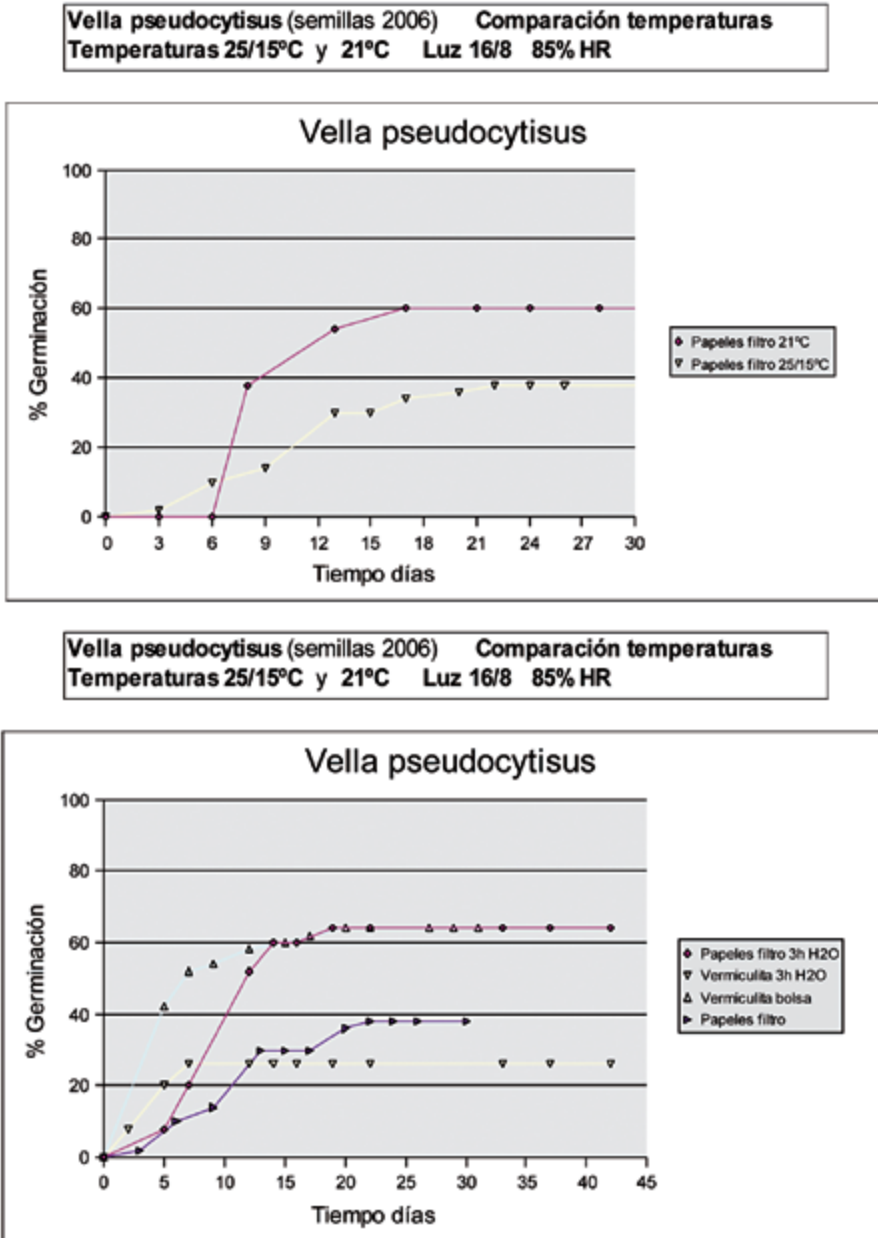 Vella pseudocytisus (semillas 2006) Comparación temperaturas
Temperaturas 25/15ºC y 21ºC Luz 16/8 85% HR
Vella pseudocytisus
100
80
60
40
20
0
% Germinación
0 3 6 9 12 15 18 21 24 27 30
Tiempo días
Papeles filtro 21ºC
Papeles filtro 25/15ºC
Vella pseudocytisus (semillas 2006) Comparación temperaturas
Temperaturas 25/15ºC y 21ºC Luz 16/8 85% HR
Vella pseudocytisus
100
80
60
40
20
0
% Germinación
0 5 10 15 20 25 30 35 40 45
Tiempo días
Papeles filtro 3h H2O
Vermiculita 3h H2O
Vermiculita bolsa
Papeles filtro